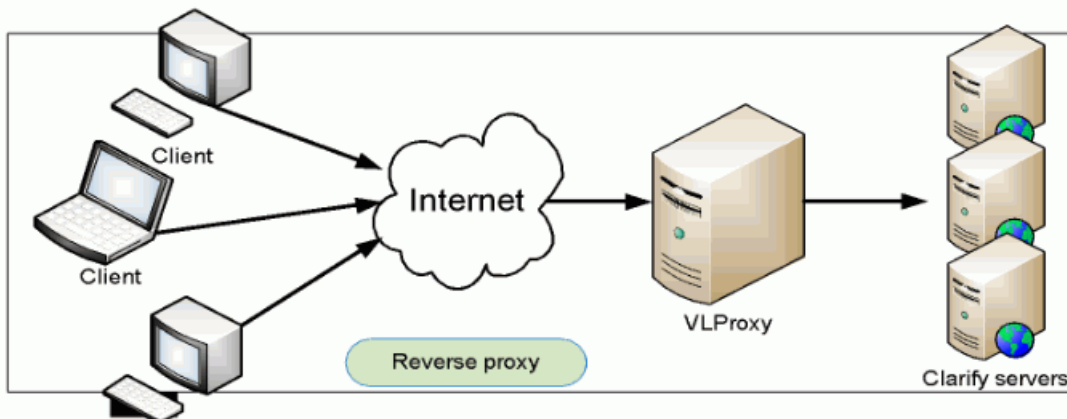 Client
Internet
Client
VLProxy
Reverse proxy
Clarify servers